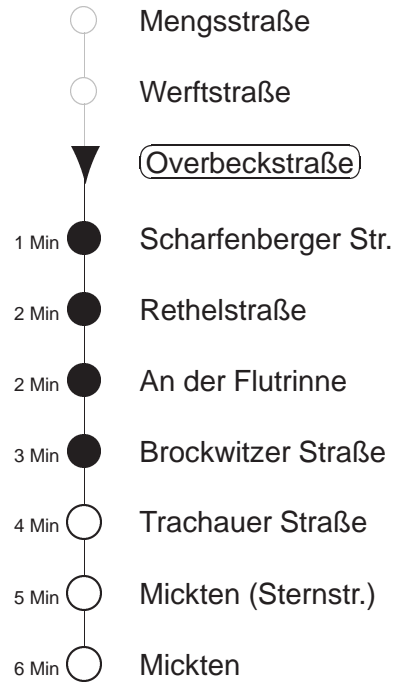 Mengsstraße
Werftstraße
Overbeckstraße
1 Min Scharfenberger Str.
2 Min Rethelstraße
2 Min An der Flutrinne
3 Min Brockwitzer Straße
4 Min Trachauer Straße
5 Min Mickten (Sternstr.)
6 Min Mickten